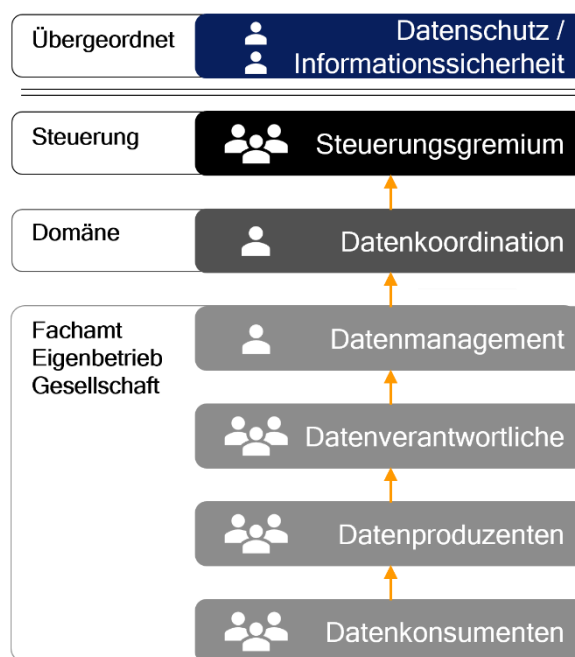 Übergeordnet
Datenschutz /
Informationssicherheit
Steuerung
Steuerungsgremium
Domäne
Datenkoordination
Fachamt
Eigenbetrieb
Gesellschaft
Datenmanagement
Datenverantwortliche
Datenproduzenten
Datenkonsumenten